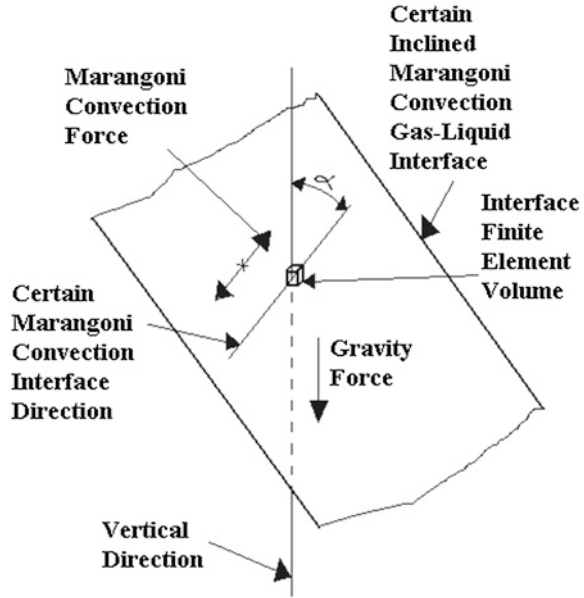 Certain
Inclined
Marangoni
Convection
Gas-Liquid
Interface
Marangoni
Convection
Force
α
Interface
Finite
Element
Volume
Certain
Marangoni
Convection
Interface
Direction
Gravity
Force
Vertical
Direction